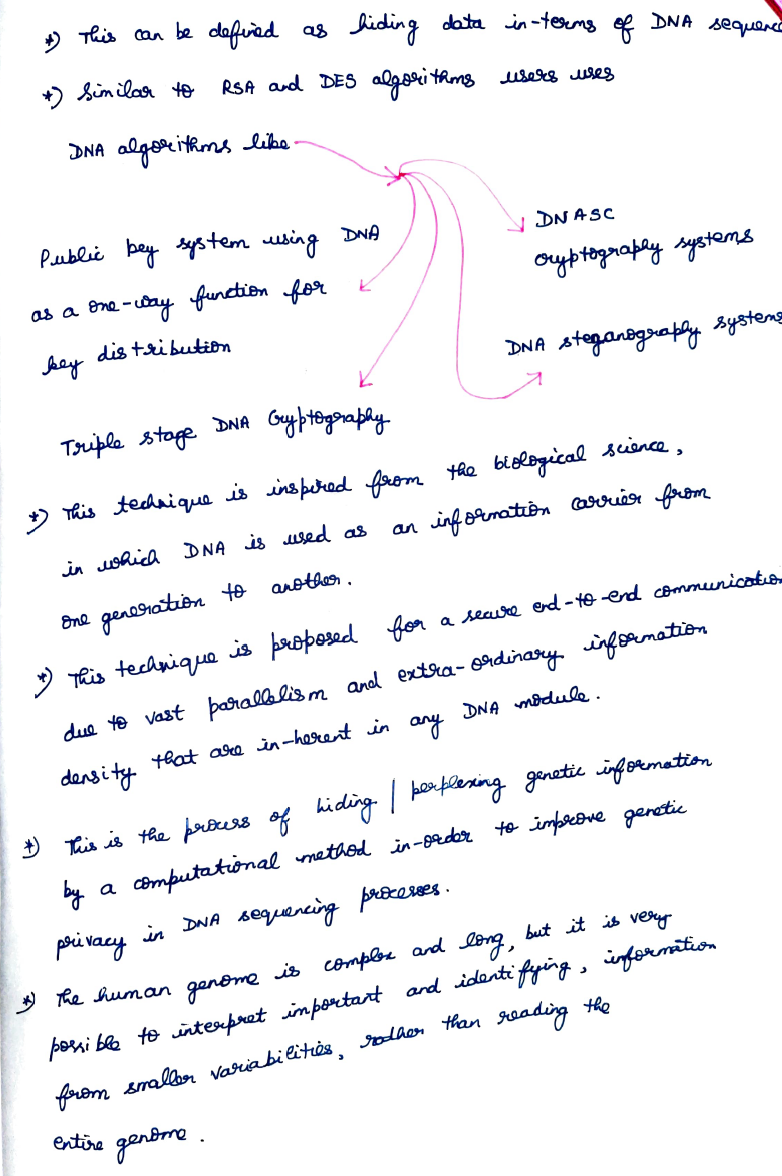 *) This can be defined as hiding data in-terms of DNA sequenc
*) Similar to RSA and DES algorithms users uses
DNA algorithms like
Public key system using DNA
as a one-way function for
key distribution
DNASC
cryptography systems
DNA steganography systems
Triple stage DNA Cryptography
*) This technique is inspired from the biological science,
in which DNA is used as an information carrier from
one generation to another.
*) This technique is proposed for a secure end-to-end communication
due to vast parallelism and extra-ordinary information
density that are in-herent in any DNA module.
*) This is the process of hiding / perplexing genetic information
by a computational method in-order to improve genetic
privacy in DNA sequencing processes.
*) The human genome is complex and long, but it is very
possible to interpret important and identifying, information
from smaller variabilities, rather than reading the
entire genome.